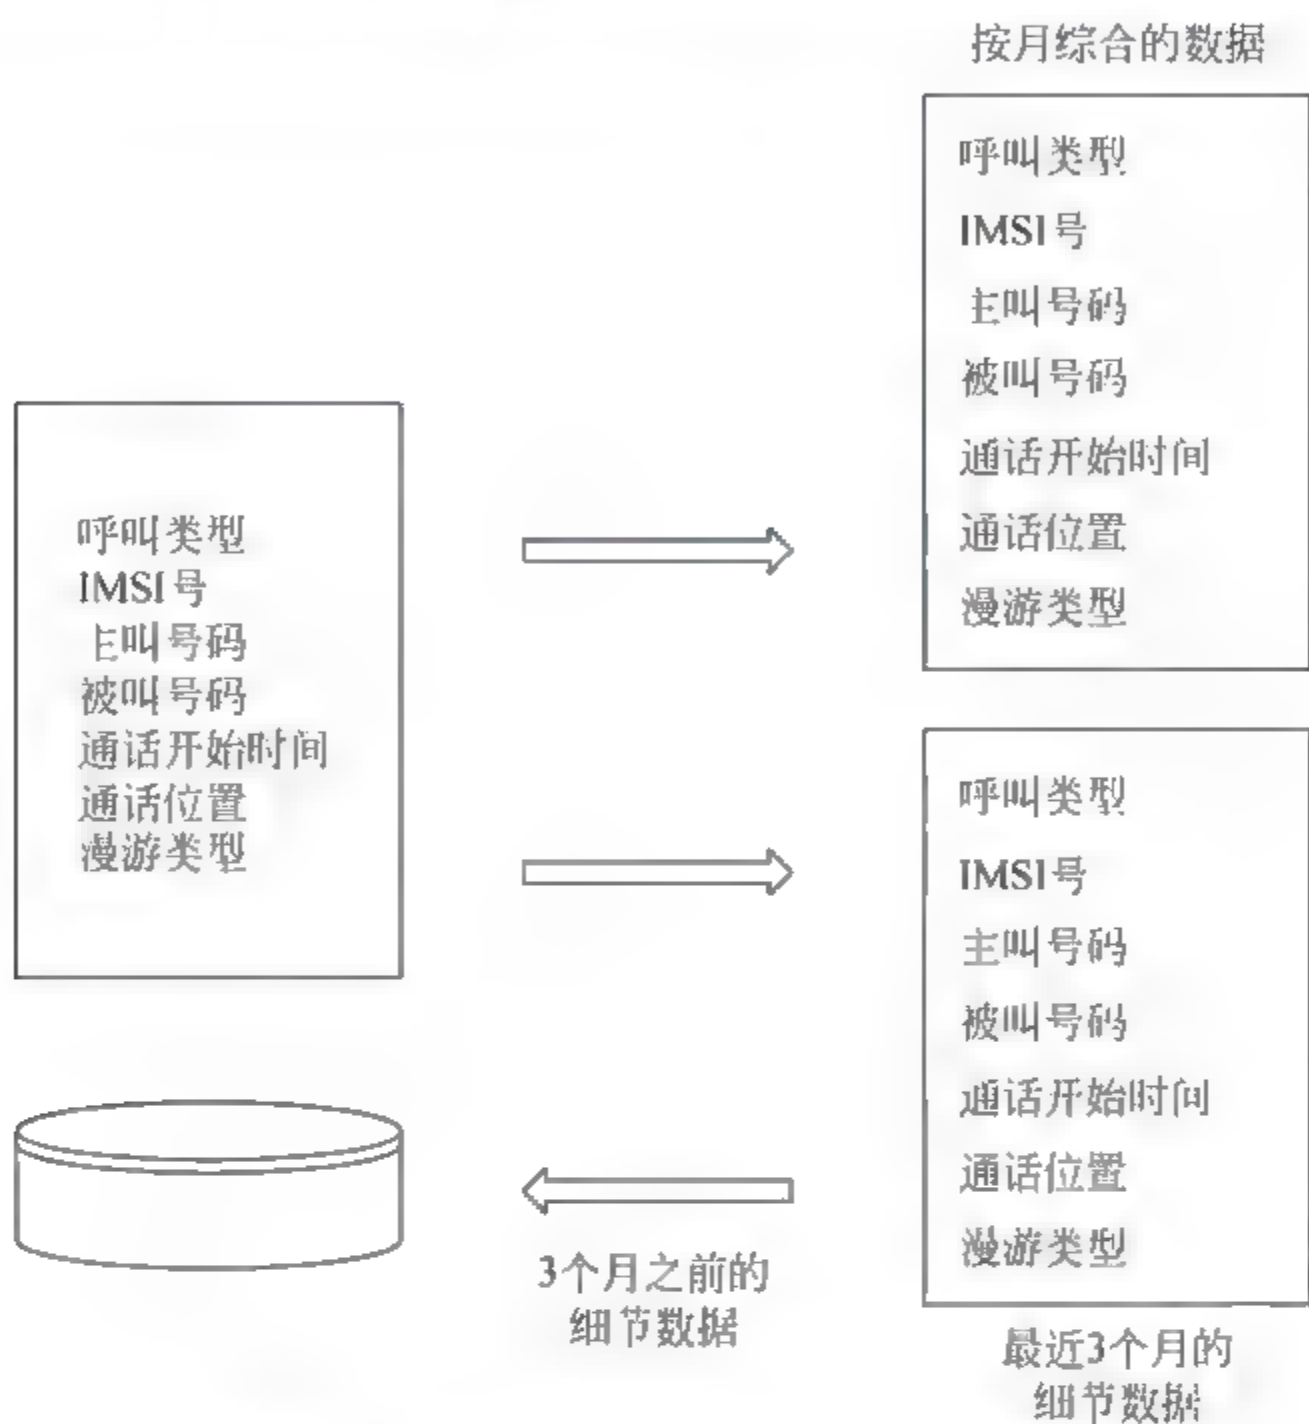 按月综合的数据
呼叫类型
IMSI号
主叫号码
被叫号码
通话开始时间
通话位置
漫游类型
呼叫类型
IMSI号
主叫号码
被叫号码
通话开始时间
通话位置
漫游类型
呼叫类型
IMSI号
主叫号码
被叫号码
通话开始时间
通话位置
漫游类型
3个月之前的
细节数据
最近3个月的
细节数据